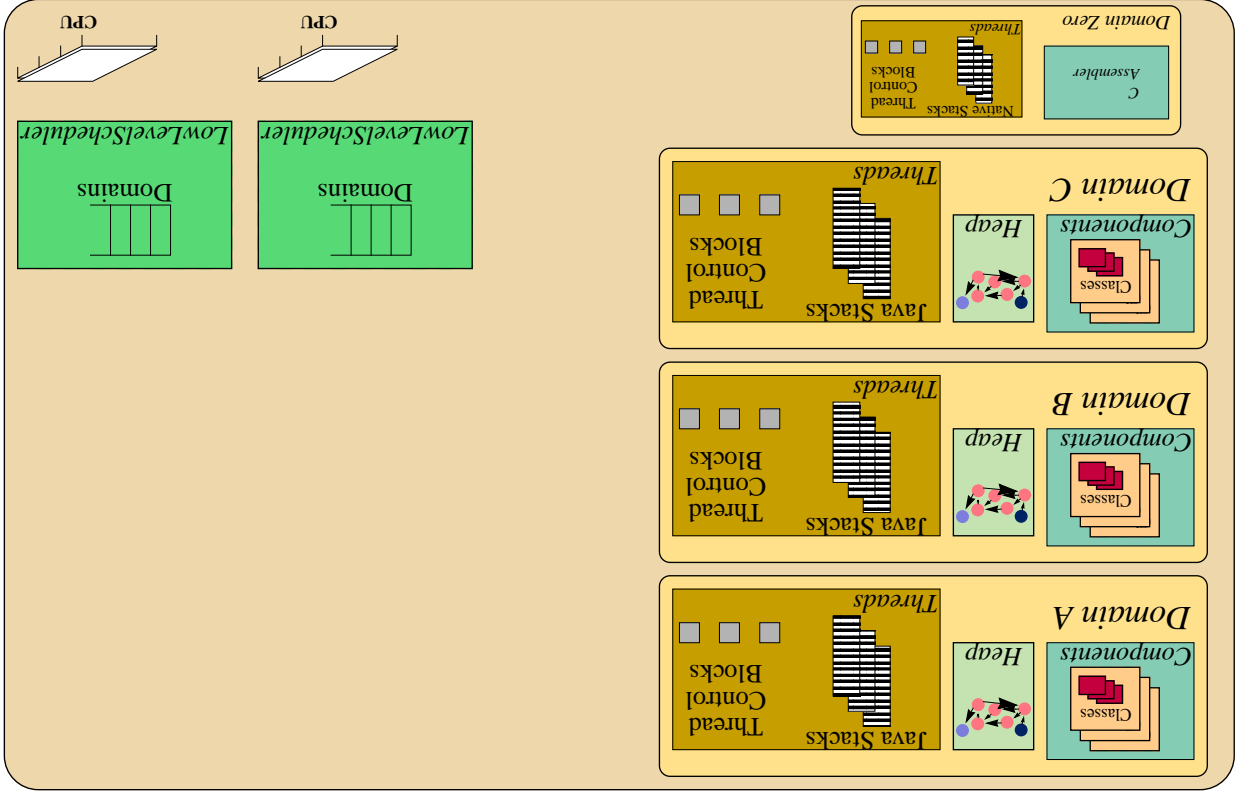 Domain A
Components
Classes
Heap
Java Stacks
Thread
Control
Blocks
Threads
Domain B
Components
Classes
Heap
Java Stacks
Thread
Control
Blocks
Threads
Domain C
Components
Classes
Heap
Java Stacks
Thread
Control
Blocks
Threads
Domain Zero
C
Assembler
Native Stacks
Thread
Control
Blocks
Threads
Domains
LowLevelScheduler
CPU
Domains
LowLevelScheduler
CPU